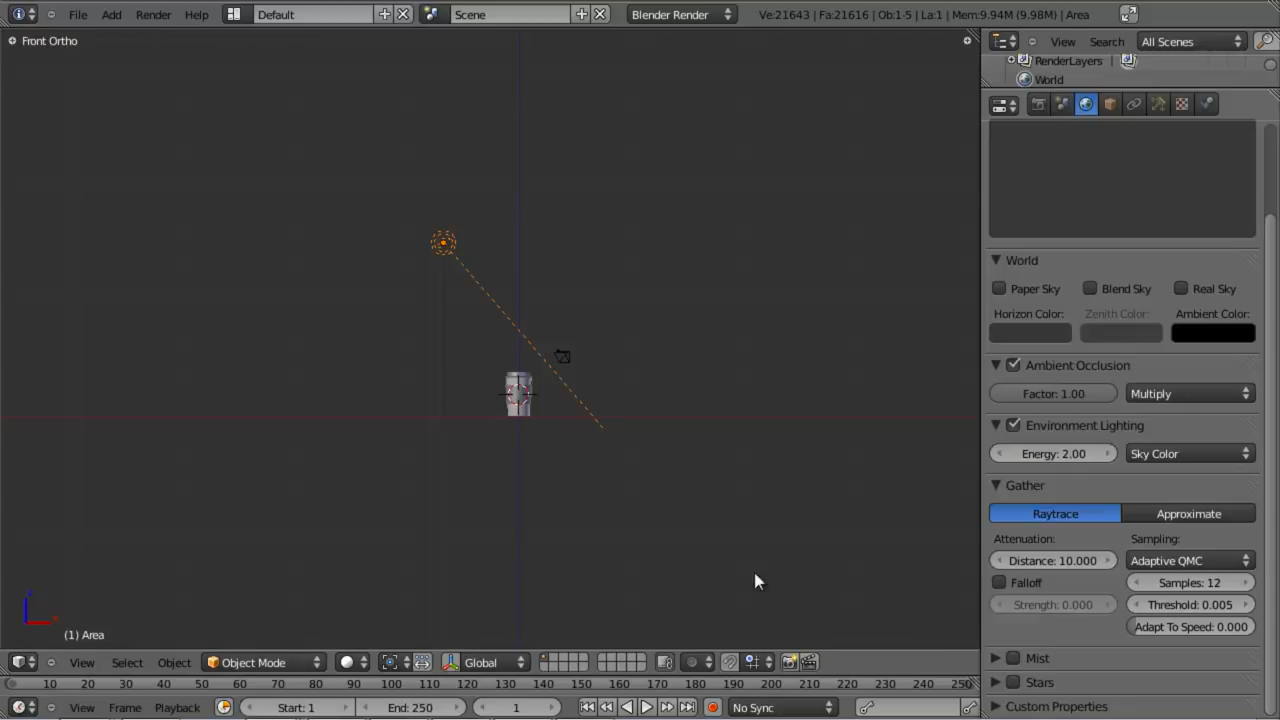 File Add Render Help Default Scene Blender Render Ve:21643 | Fa:21616 | Ob:1-5 | La:1 | Mem:9.94M (9.98M) | Area
Front Ortho
View Search All Scenes
RenderLayers |
World
World
Paper Sky Blend Sky Real Sky
Horizon Color: Zenith Color: Ambient Color:
Ambient Occlusion
Factor: 1.00 Multiply
Environment Lighting
Energy: 2.00 Sky Color
Gather
Raytrace Approximate
Attenuation: Sampling:
Distance: 10.000 Adaptive QMC
Falloff Samples: 12
Strength: 0.000 Threshold: 0.005
Adapt To Speed: 0.000
(1) Area
Mist
View Select Object Object Mode Global
Stars
10 20 30 40 50 60 70 80 90 100 110 120 130 140 150 160 170 180 190 200 210 220 230 240 250
View Frame Playback Start: 1 End: 250 1 No Sync
Custom Properties